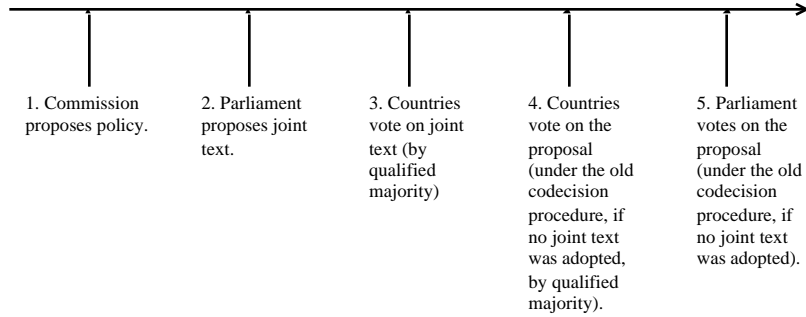 1. Commission
proposes policy.
2. Parliament
proposes joint
text.
3. Countries
vote on joint
text (by
qualified
majority)
4. Countries
vote on the
proposal
(under the old
codecision
procedure, if
no joint text
was adopted,
by qualified
majority).
5. Parliament
votes on the
proposal
(under the old
codecision
procedure, if
no joint text
was adopted).